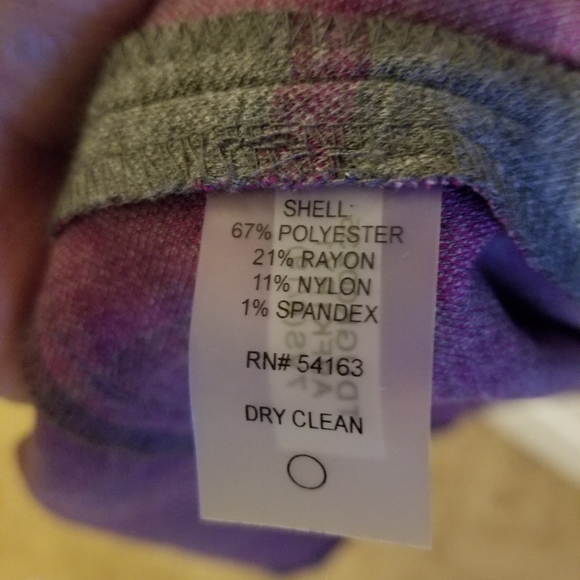 SHELL:
67% POLYESTER
21% RAYON
11% NYLON
1% SPANDEX
RN# 54163
DRY CLEAN